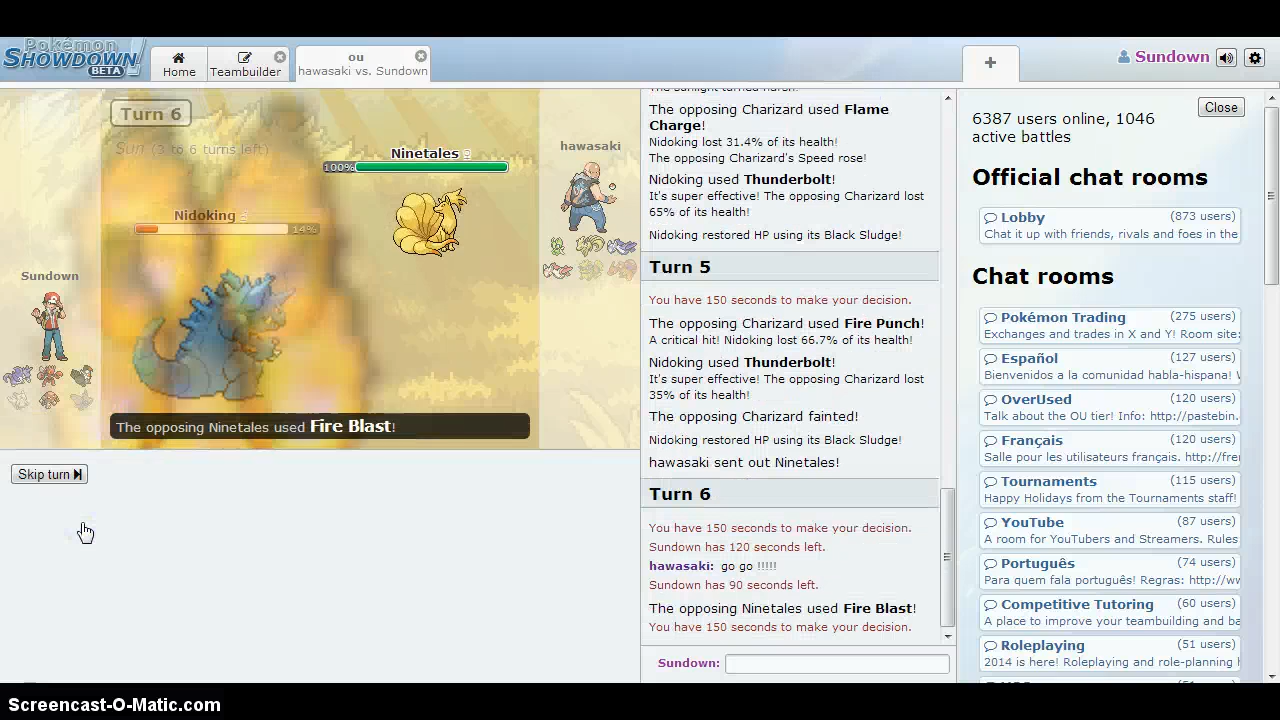 Pokémon
SHOWDOWN!
BETA
Home
Teambuilder
ou
hawasaki vs. Sundown
+
Sundown
Turn 6
Sun (3 to 6 turns left)
Ninetales
100%
hawasaki
Nidoking
14%
Sundown
The opposing Ninetales used Fire Blast!
Skip turn
The sunlight turned harsh!
The opposing Charizard used Flame
Charge!
Nidoking lost 31.4% of its health!
The opposing Charizard's Speed rose!
Nidoking used Thunderbolt!
It's super effective! The opposing Charizard lost
65% of its health!
Nidoking restored HP using its Black Sludge!
Turn 5
You have 150 seconds to make your decision.
The opposing Charizard used Fire Punch!
A critical hit! Nidoking lost 66.7% of its health!
Nidoking used Thunderbolt!
It's super effective! The opposing Charizard lost
35% of its health!
The opposing Charizard fainted!
Nidoking restored HP using its Black Sludge!
hawasaki sent out Ninetales!
Turn 6
You have 150 seconds to make your decision.
Sundown has 120 seconds left.
hawasaki: go go !!!!!
Sundown has 90 seconds left.
The opposing Ninetales used Fire Blast!
You have 150 seconds to make your decision.
Sundown:
Close
6387 users online, 1046
active battles
Official chat rooms
Lobby (873 users)
Chat it up with friends, rivals and foes in the
Chat rooms
Pokémon Trading (275 users)
Exchanges and trades in X and Y! Room site:
Español (127 users)
Bienvenidos a la comunidad habla-hispana!
OverUsed (120 users)
Talk about the OU tier! Info: http://pastebin.
Français (120 users)
Salle pour les utilisateurs français. http://fre
Tournaments (115 users)
Happy Holidays from the Tournaments staff!
YouTube (87 users)
A room for YouTubers and Streamers. Rules
Português (74 users)
Para quem fala português! Regras: http://w
Competitive Tutoring (60 users)
A place to improve your teambuilding and ba
Roleplaying (51 users)
2014 is here! Roleplaying and role-planning
Screencast-O-Matic.com